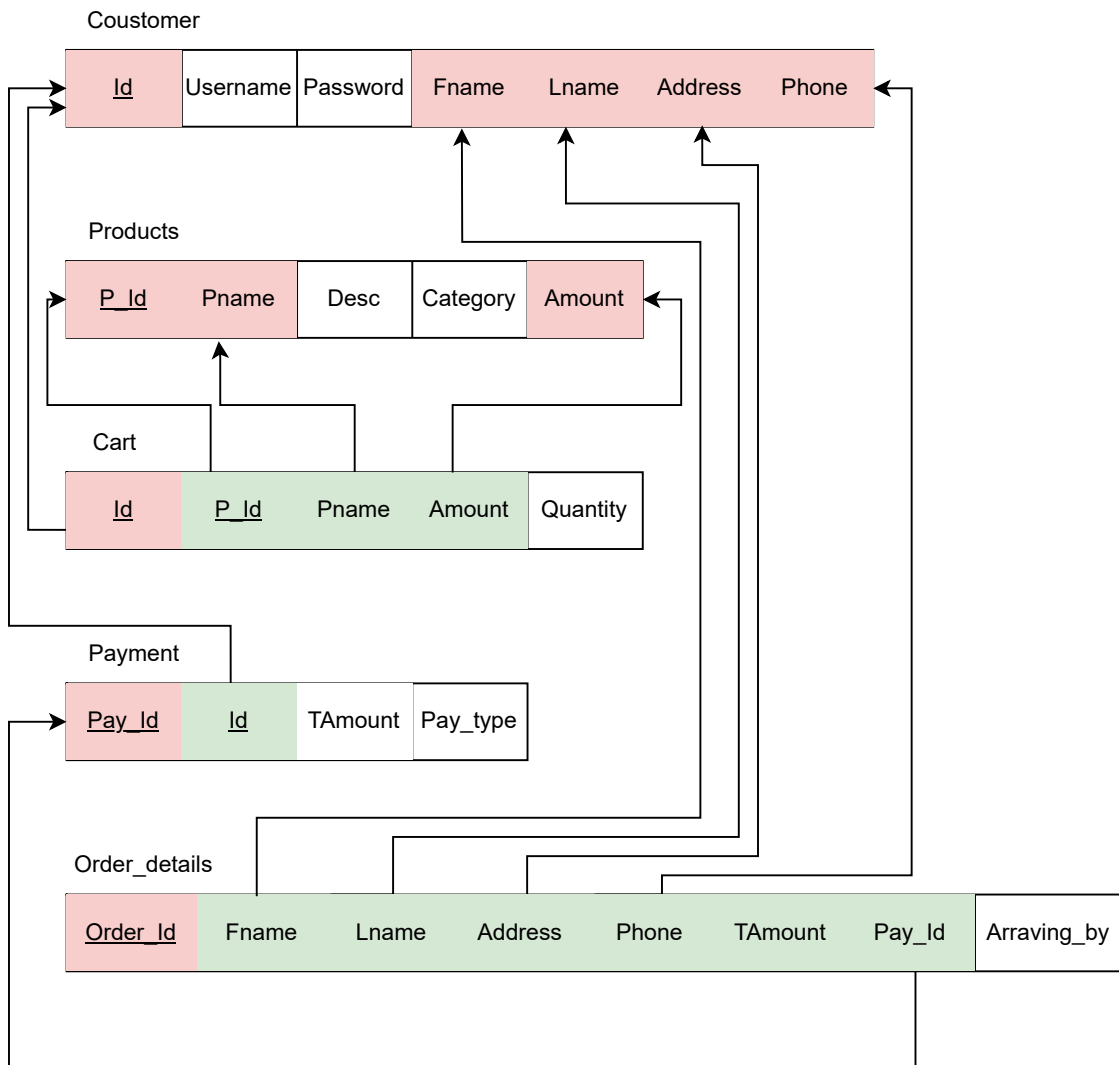 Coustomer
Id Username Password Fname Lname Address Phone
Products
P_Id Pname Desc Category Amount
Cart
Id P_Id Pname Amount Quantity
Payment
Pay_Id Id TAmount Pay_type
Order_details
Order_Id Fname Lname Address Phone TAmount Pay_Id Arraving_by